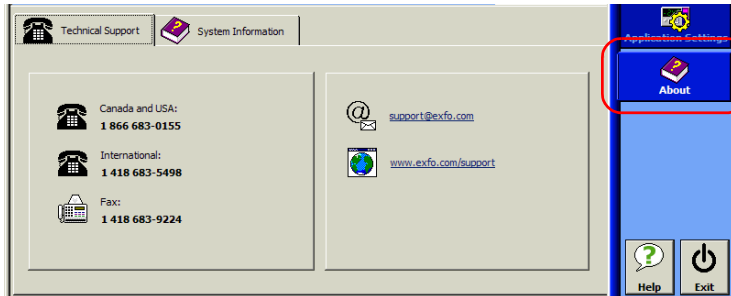 Technical Support
System Information
Canada and USA:
1 866 683-0155
International:
1 418 683-5498
Fax:
1 418 683-9224
support@exfo.com
www.exfo.com/support
Application Settings
About
Help
Exit